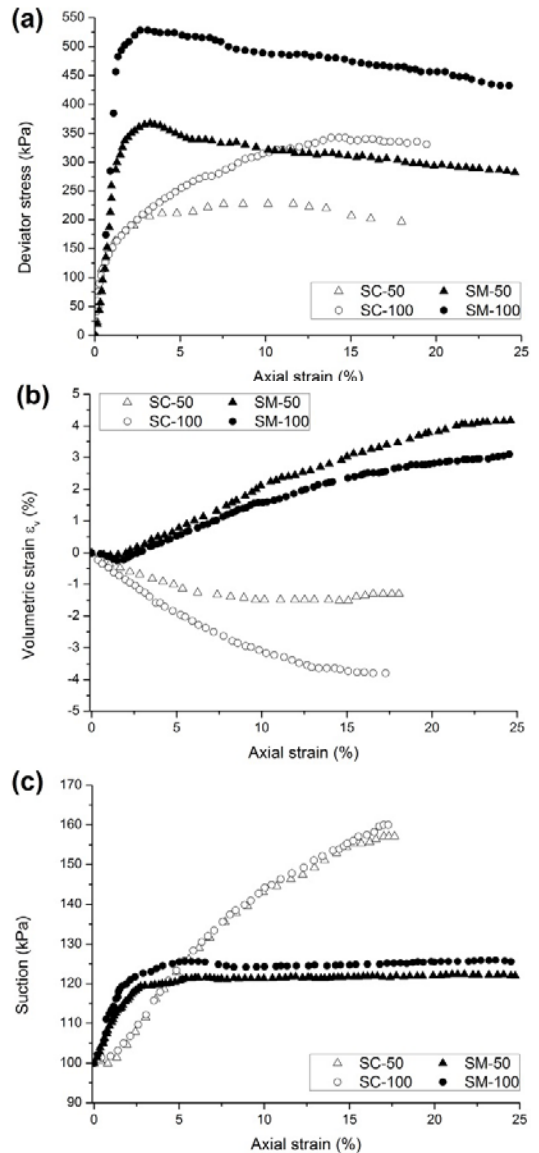 (a)
550
500
450
400
350
300
250
200
150
100
50
0
Deviator stress (kPa)
SC-50 SM-50
SC-100 SM-100
0 5 10 15 20 25
Axial strain (%)
(b)
SC-50 SM-50
SC-100 SM-100
5
4
3
2
1
0
-1
-2
-3
-4
-5
Volumetric strain εv (%)
0 5 10 15 20 25
Axial strain (%)
(c)
170
160
150
140
130
120
110
100
90
Suction (kPa)
SC-50 SM-50
SC-100 SM-100
0 5 10 15 20 25
Axial strain (%)